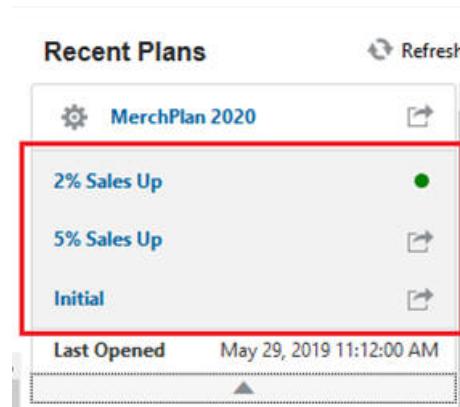 Recent Plans Refresh
MerchPlan 2020
2% Sales Up
5% Sales Up
Initial
Last Opened May 29, 2019 11:12:00 AM